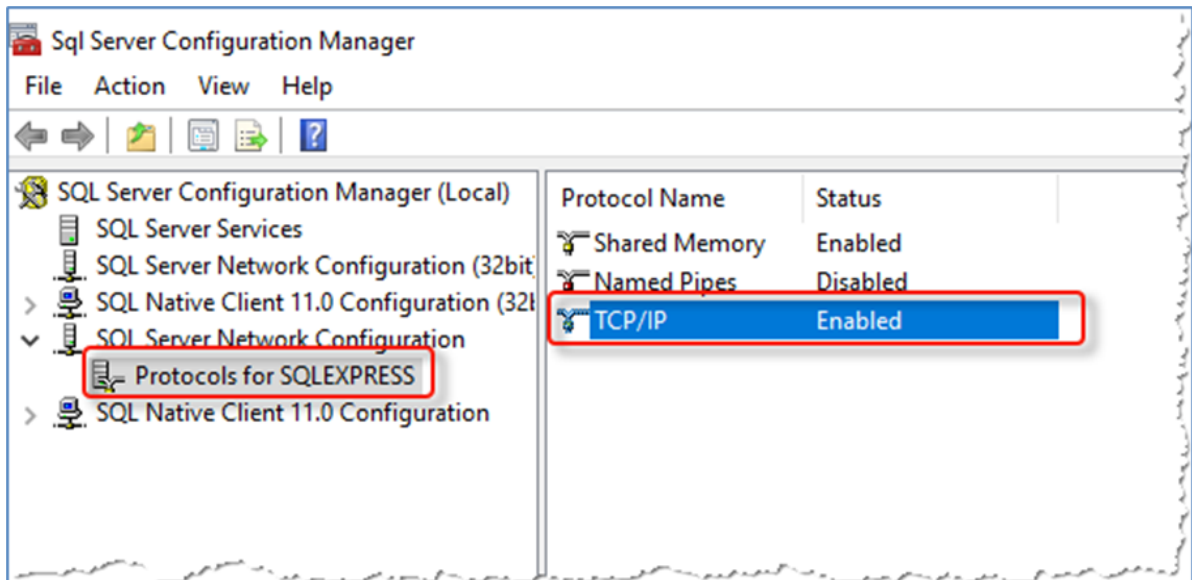 Sql Server Configuration Manager
File Action View Help
SQL Server Configuration Manager (Local)
SQL Server Services
SQL Server Network Configuration (32bit)
SQL Native Client 11.0 Configuration (32b
SQL Server Network Configuration
Protocols for SQLEXPRESS
SQL Native Client 11.0 Configuration
Protocol Name Status
Shared Memory Enabled
Named Pipes Disabled
TCP/IP Enabled